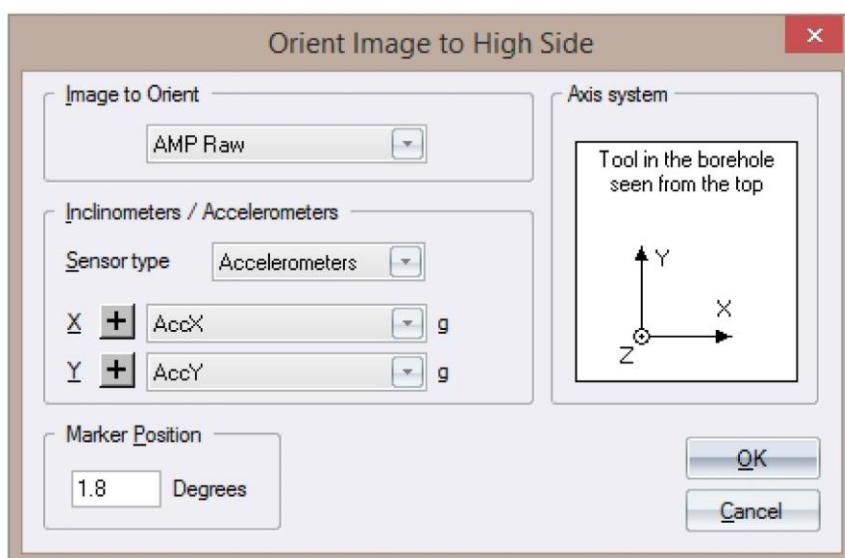 Orient Image to High Side
x
Image to Orient
AMP Raw
Inclinometers / Accelerometers
Sensor type Accelerometers
X + AccX g
Y + AccY g
Marker Position
1.8 Degrees
Axis system
Tool in the borehole
seen from the top
Y
X
Z
OK
Cancel